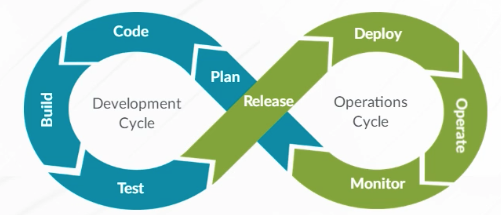 Code
Deploy
Plan
Build
Development
Cycle
Release
Operations
Cycle
Operate
Test
Monitor